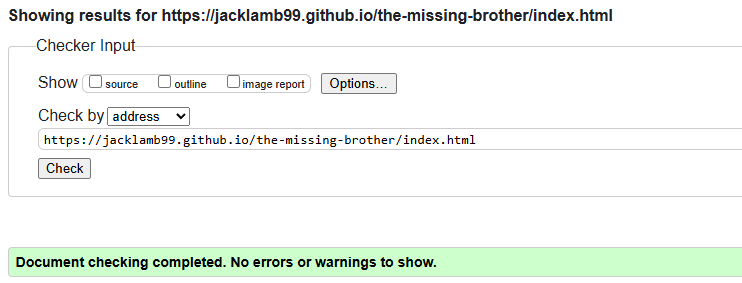 Showing results for https://jacklamb99.github.io/the-missing-brother/index.html
Checker Input
Show source outline image report Options...
Check by address
https://jacklamb99.github.io/the-missing-brother/index.html
Check
Document checking completed. No errors or warnings to show.